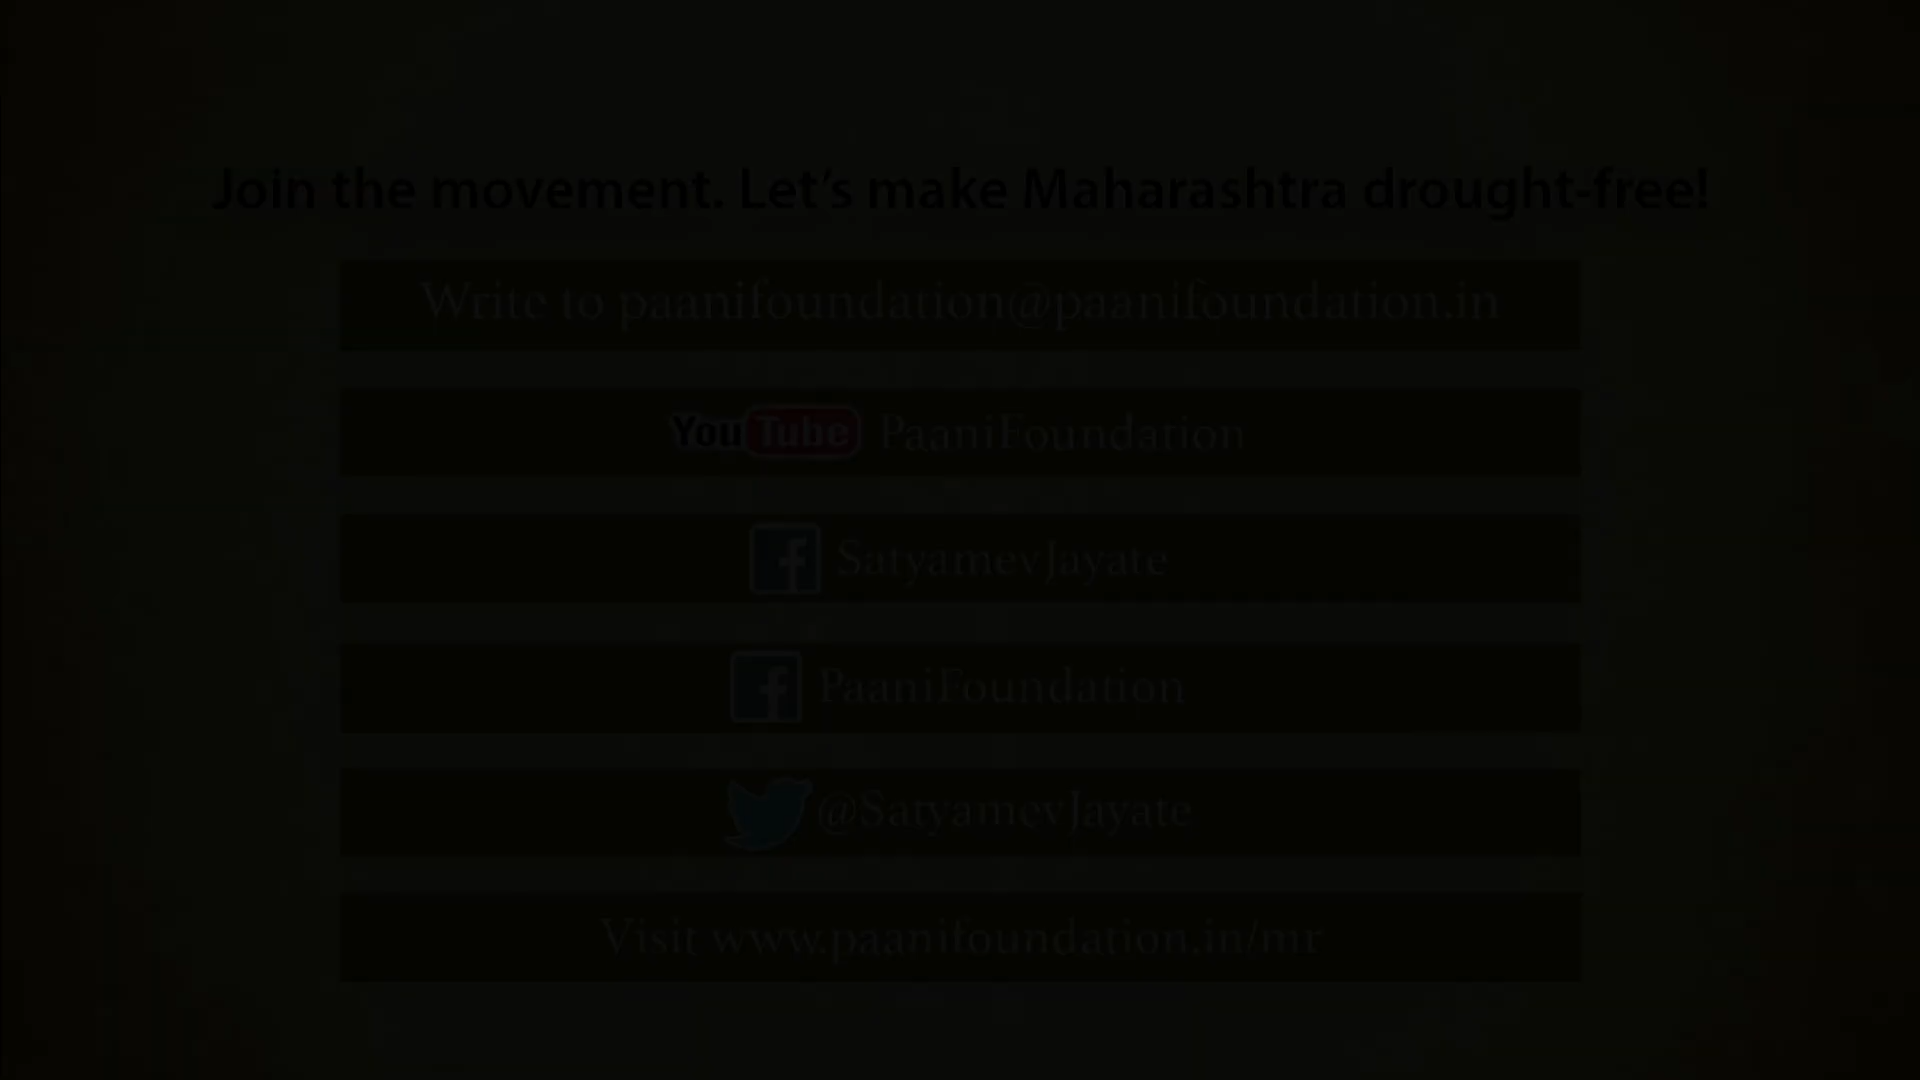 Join the movement. Let's make Maharashtra drought-free!
Write to paanifoundation@paanifoundation.in
YouTube PaaniFoundation
f SatyamevJayate
f PaaniFoundation
@SatyamevJayate
Visit www.paanifoundation.in/mr